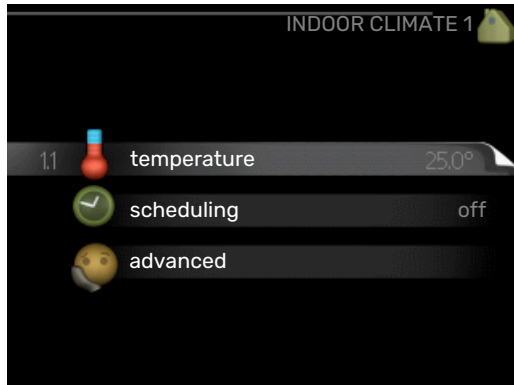 INDOOR CLIMATE 1
1.1 temperature 25.0°
scheduling off
advanced